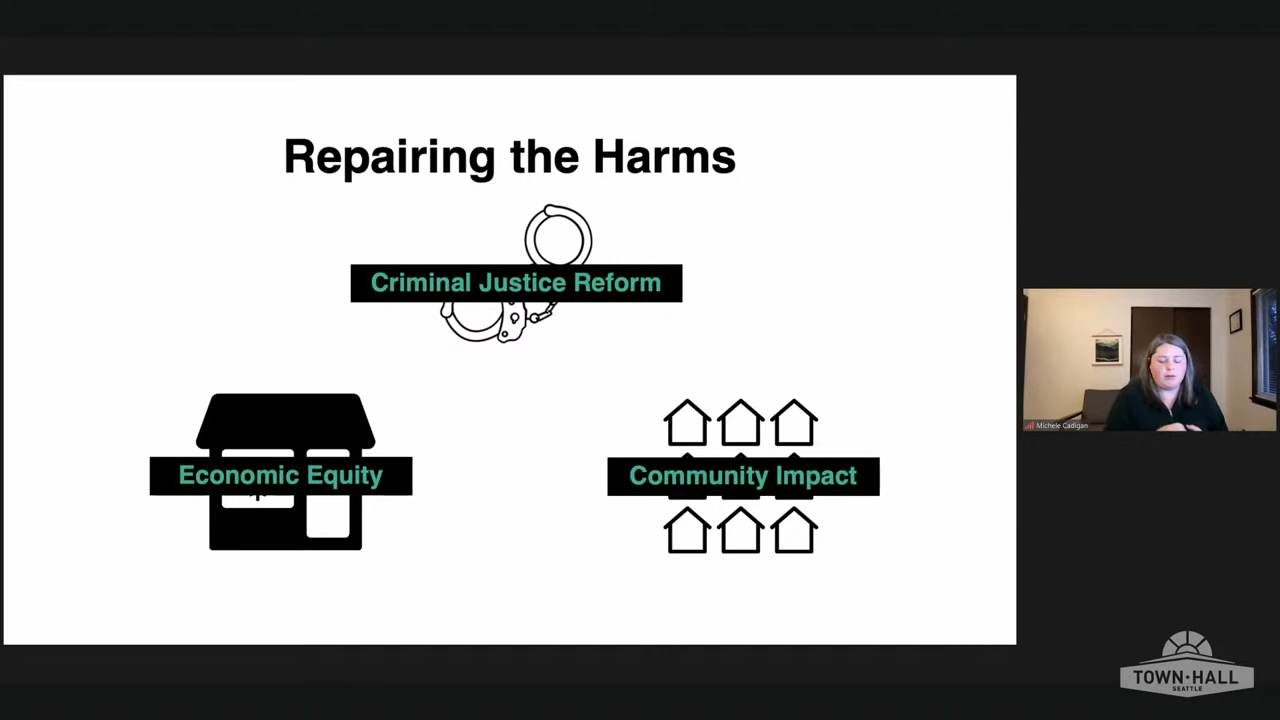 Repairing the Harms
Criminal Justice Reform
Economic Equity
Community Impact
Michele Cadigan
TOWN·HALL
SEATTLE